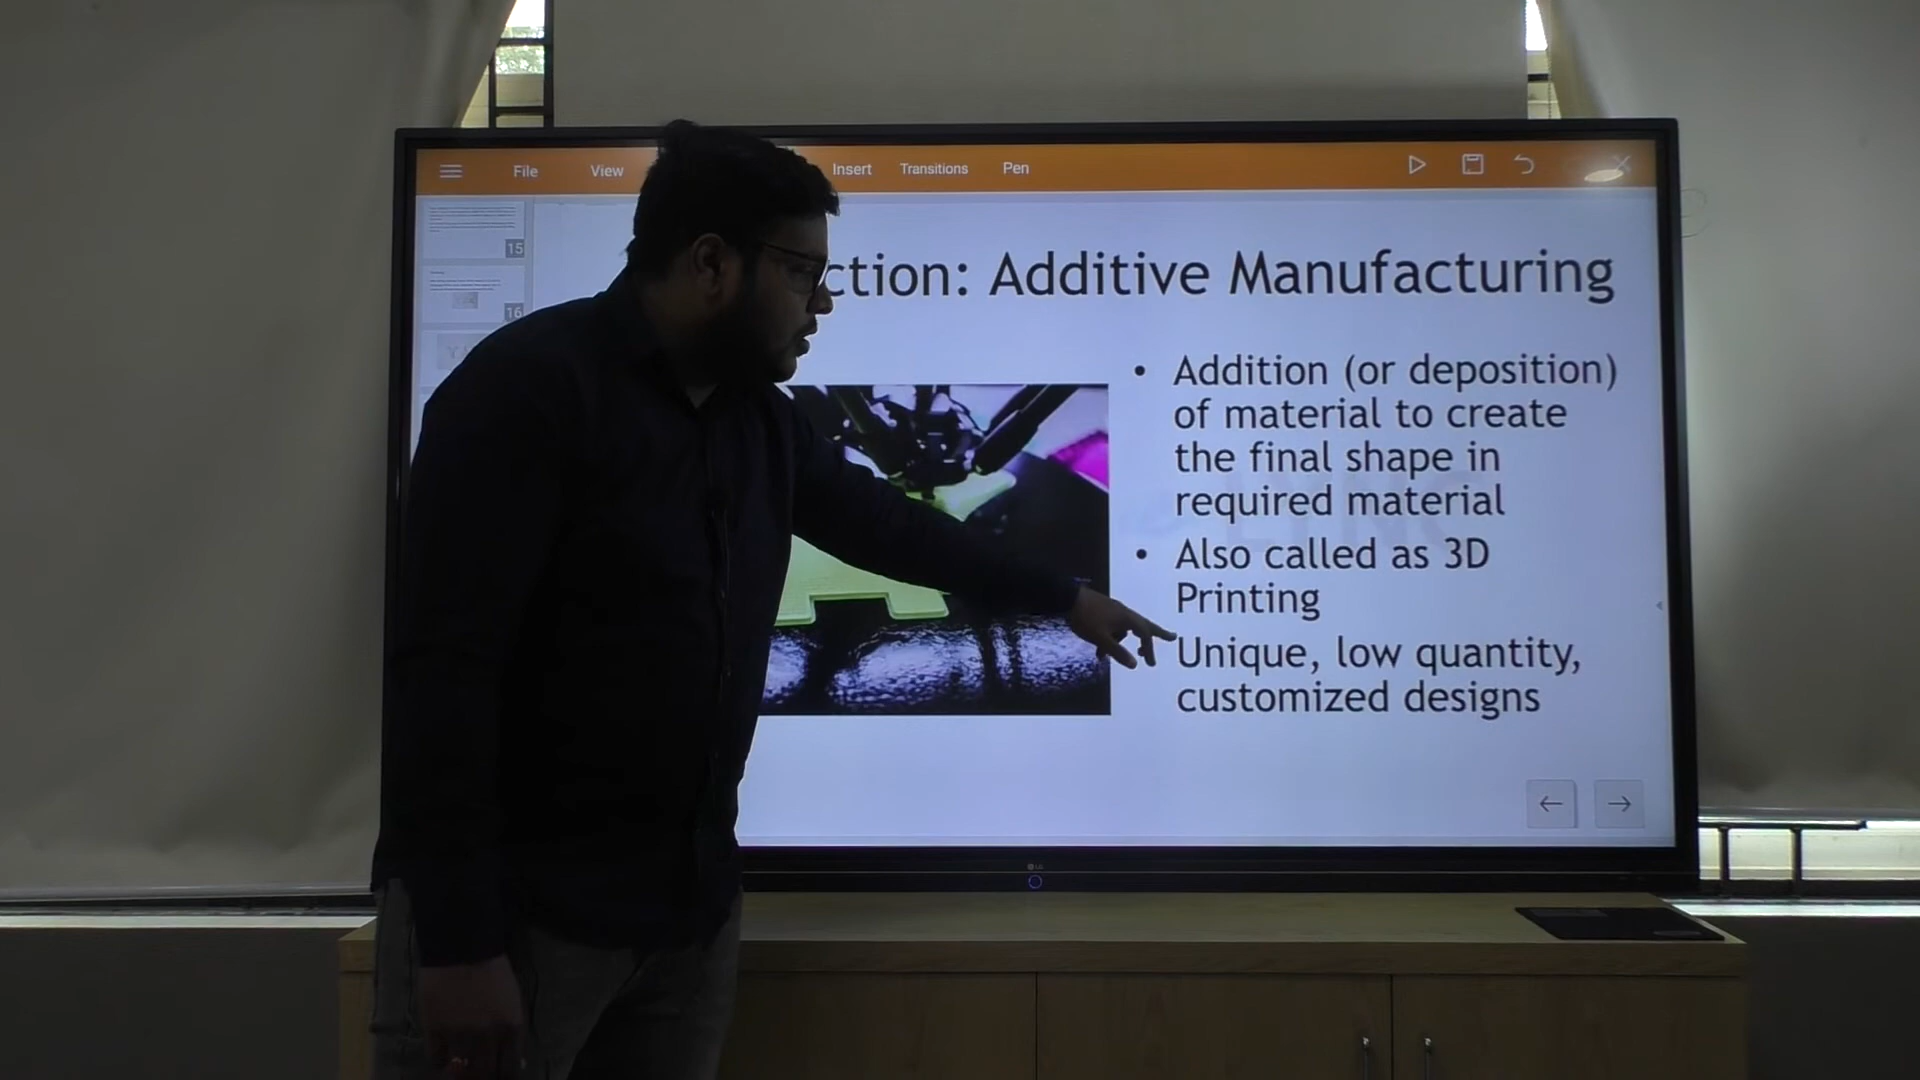 File View Insert Transitions Pen
15
16
ction: Additive Manufacturing
• Addition (or deposition)
of material to create
the final shape in
required material
• Also called as 3D
Printing
Unique, low quantity,
customized designs
LG